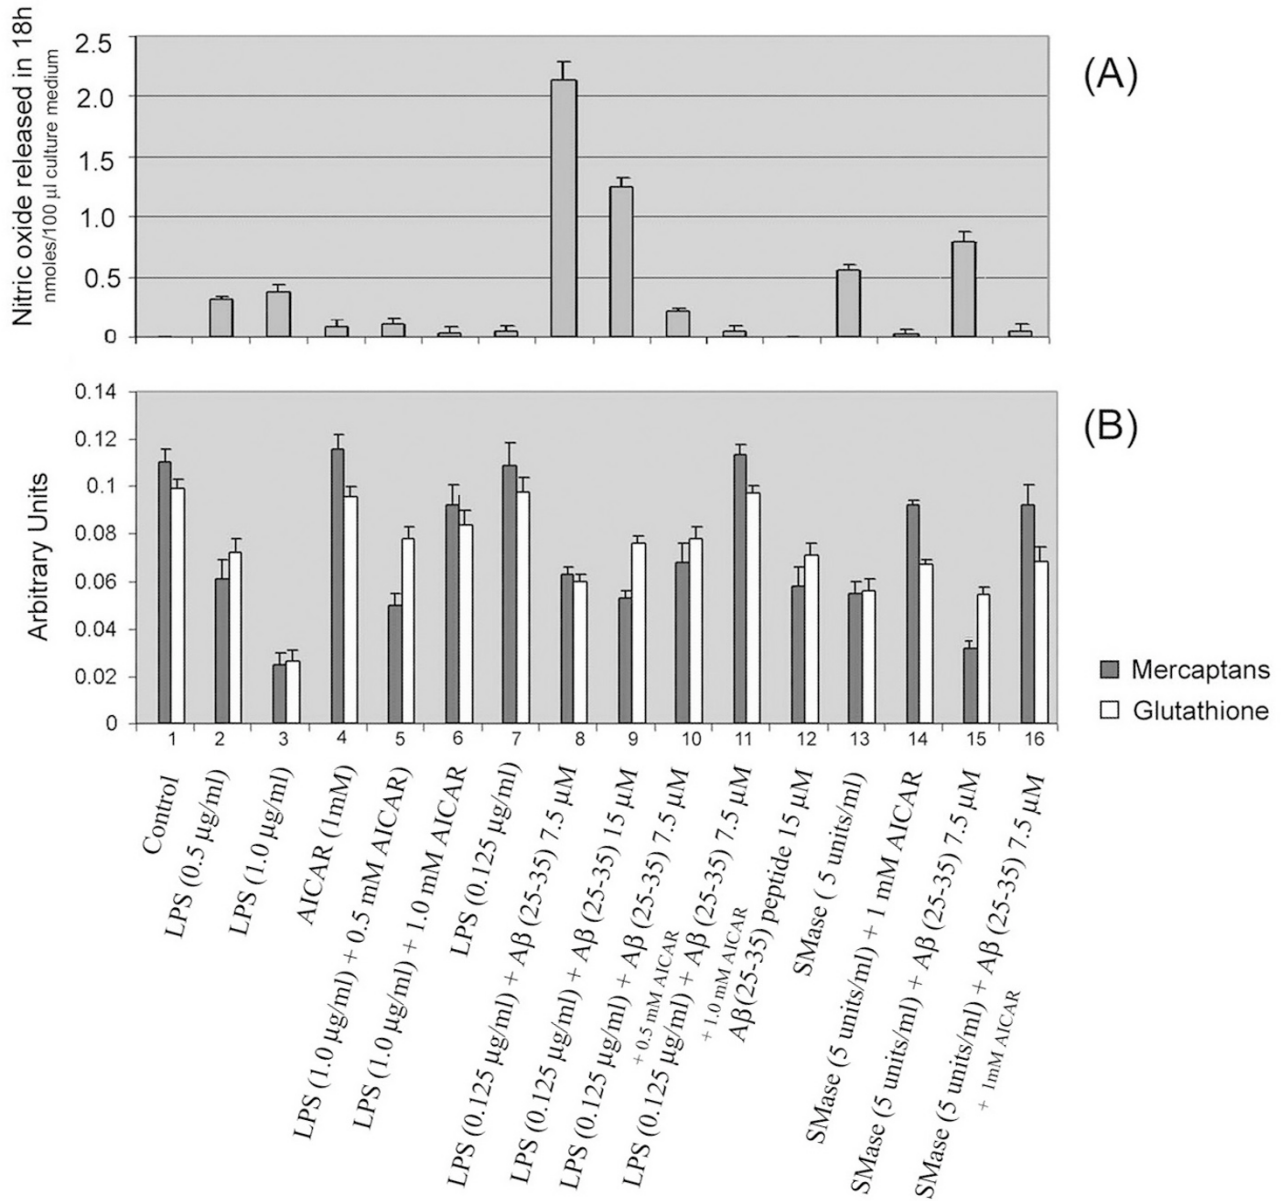 Nitric oxide released in 18h
nmoles/100 µl culture medium
2.5
2.0
1.5
1.0
0.5
0
(A)
Arbitrary Units
0.14
0.12
0.1
0.08
0.06
0.04
0.02
0
(B)
Mercaptans
Glutathione
1 2 3 4 5 6 7 8 9 10 11 12 13 14 15 16
Control
LPS (0.5 µg/ml)
LPS (1.0 µg/ml)
AICAR (1mM)
LPS (1.0 µg/ml) + 0.5 mM AICAR)
LPS (1.0 µg/ml) + 1.0 mM AICAR
LPS (0.125 µg/ml)
LPS (0.125 µg/ml) + Aβ (25-35) 7.5 µM
LPS (0.125 µg/ml) + Aβ (25-35) 15 µM
LPS (0.125 µg/ml) + Aβ (25-35) 7.5 µM
+ 0.5 mM AICAR
LPS (0.125 µg/ml) + Aβ (25-35) 7.5 µM
+ 1.0 mM AICAR
Aβ(25-35) peptide 15 µM
SMase ( 5 units/ml)
SMase (5 units/ml) + 1 mM AICAR
SMase (5 units/ml) + Aβ (25-35) 7.5 µM
SMase (5 units/ml) + Aβ (25-35) 7.5 µM
+ 1mM AICAR